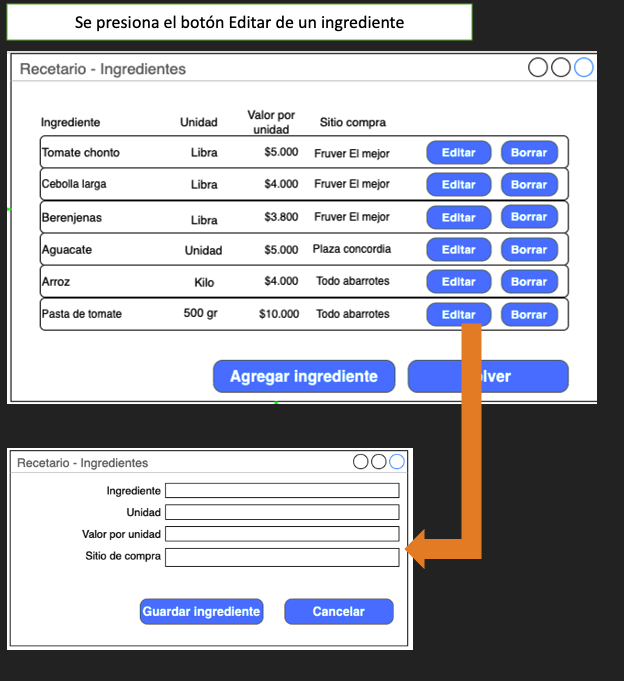 Se presiona el botón Editar de un ingrediente
Recetario - Ingredientes
Ingrediente Unidad Valor por unidad Sitio compra
Tomate chonto Libra $5.000 Fruver El mejor Editar Borrar
Cebolla larga Libra $4.000 Fruver El mejor Editar Borrar
Berenjenas Libra $3.800 Fruver El mejor Editar Borrar
Aguacate Unidad $5.000 Plaza concordia Editar Borrar
Arroz Kilo $4.000 Todo abarrotes Editar Borrar
Pasta de tomate 500 gr $10.000 Todo abarrotes Editar Borrar
Agregar ingrediente
Recetario - Ingredientes
Ingrediente
Unidad
Valor por unidad
Sitio de compra
Guardar ingrediente Cancelar